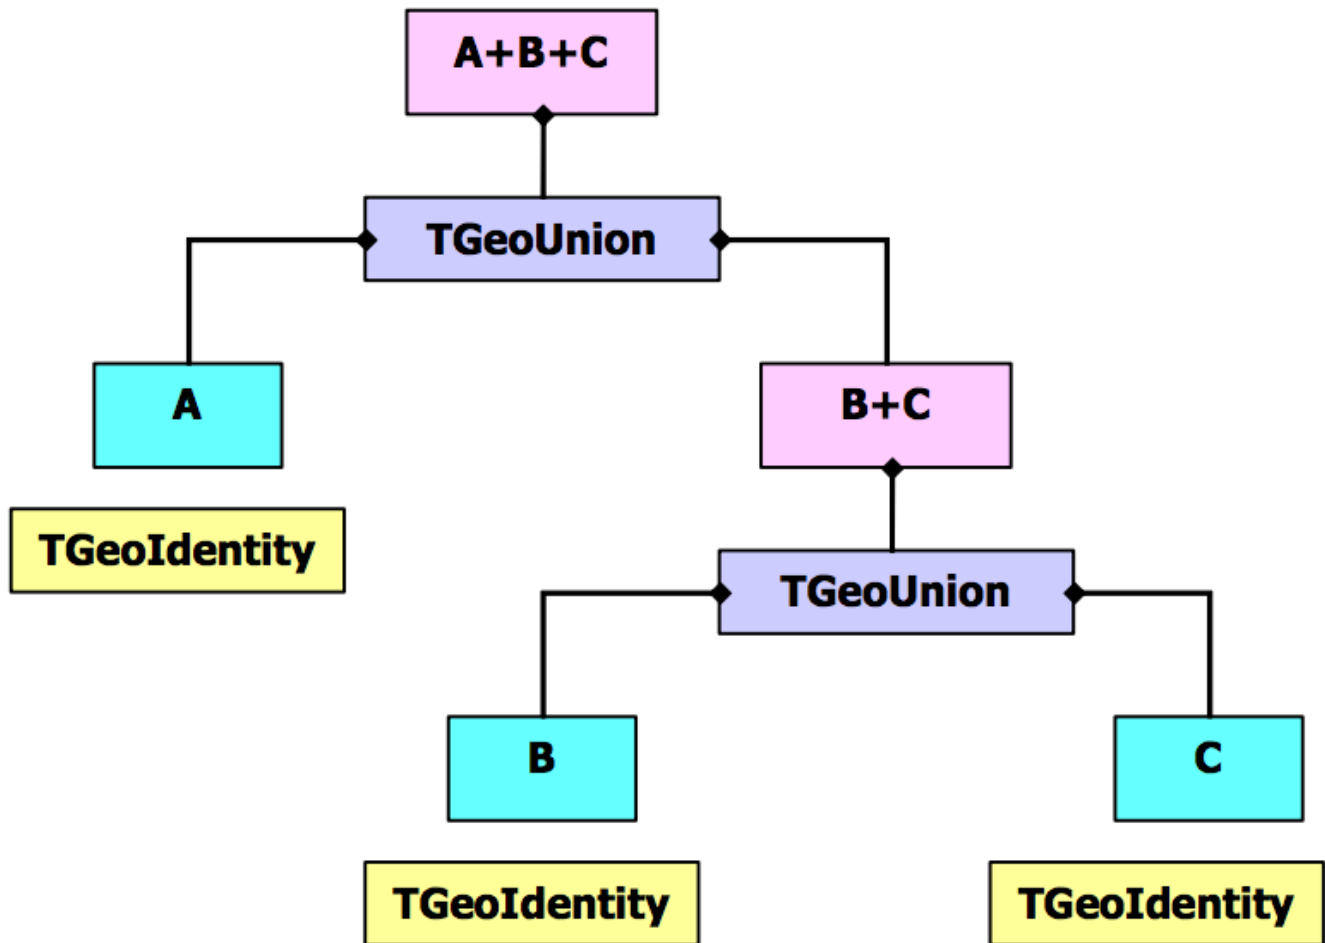 A+B+C
TGeoUnion
A
B+C
TGeoIdentity
TGeoUnion
B
C
TGeoIdentity
TGeoIdentity